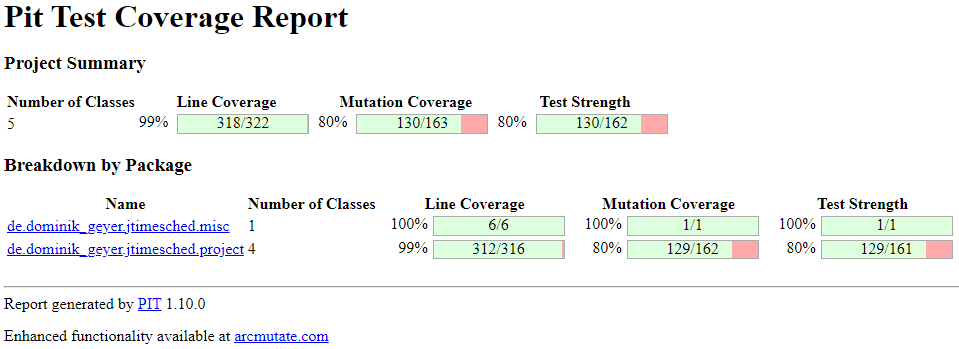 Pit Test Coverage Report
Project Summary
Number of Classes Line Coverage Mutation Coverage Test Strength
5 99% 318/322 80% 130/163 80% 130/162
Breakdown by Package
Name Number of Classes Line Coverage Mutation Coverage Test Strength
de.dominik_geyer.jtimesched.misc 1 100% 6/6 100% 1/1 100% 1/1
de.dominik_geyer.jtimesched.project 4 99% 312/316 80% 129/162 80% 129/161
Report generated by PIT 1.10.0
Enhanced functionality available at arcmutate.com